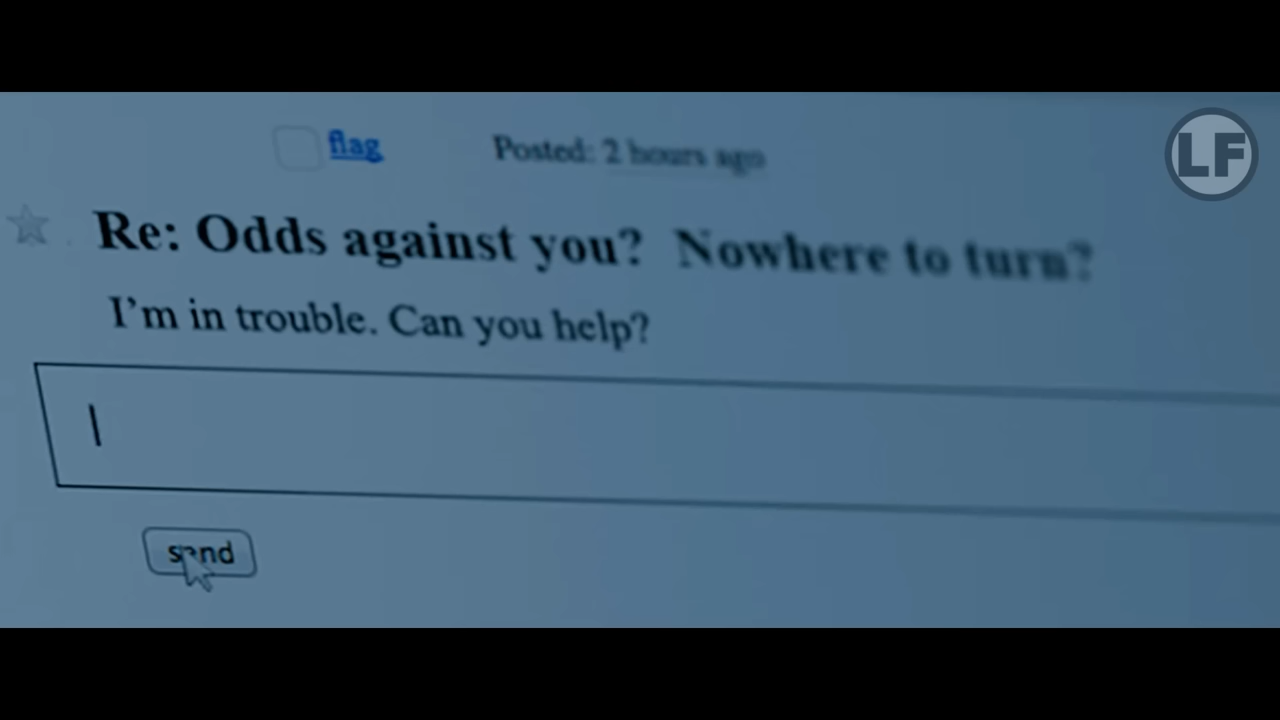 flag Posted: 2 hours ago
Re: Odds against you? Nowhere to turn?
I'm in trouble. Can you help?
send
LF